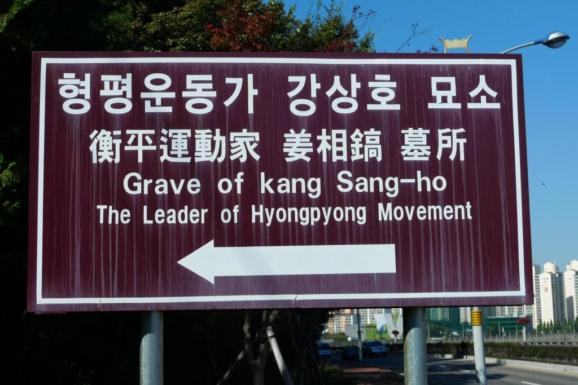 형평운동가 강상호 묘소
衡平運動家 姜相鎬 墓所
Grave of kang Sang-ho
The Leader of Hyongpyong Movement